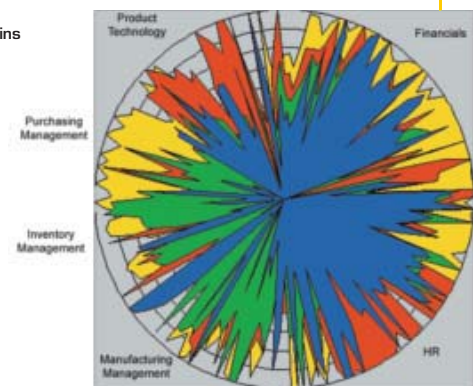 ins
Product
Technology
Financials
Purchasing
Management
Inventory
Management
Manufacturing
Management
HR